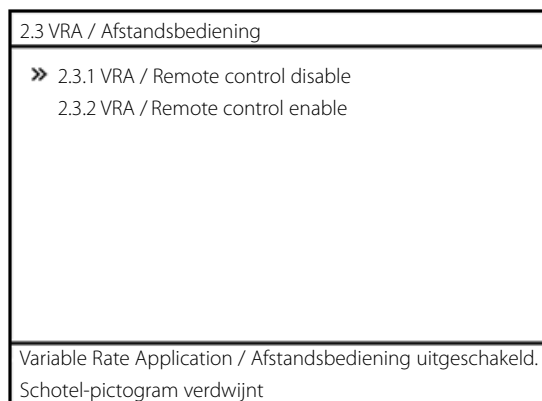 2.3 VRA / Afstandsbediening
» 2.3.1 VRA / Remote control disable
2.3.2 VRA / Remote control enable
Variable Rate Application / Afstandsbediening uitgeschakeld.
Schotel-pictogram verdwijnt